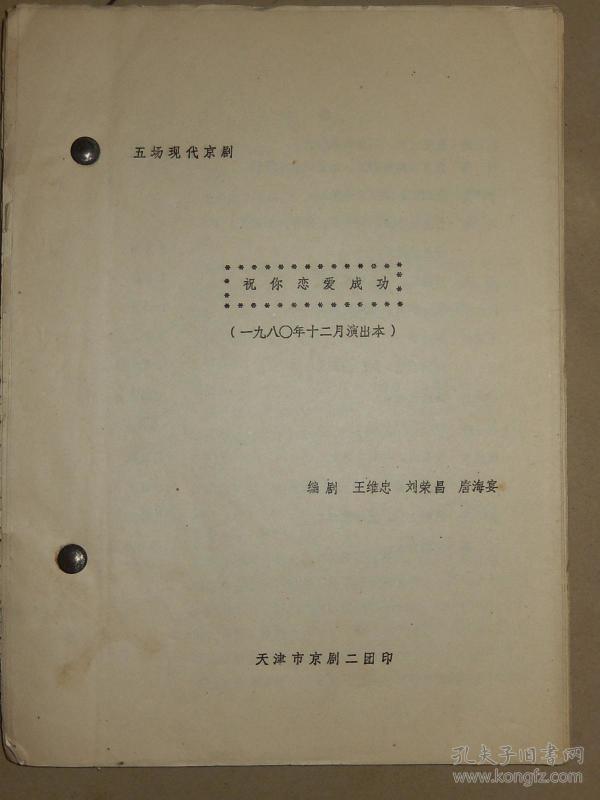 五场现代京剧
祝你恋爱成功
(一九八〇年十二月演出本)
编剧 王维忠 刘荣昌 唐海宴
天津市京剧二团印
孔夫子旧书网
www.kongfz.com